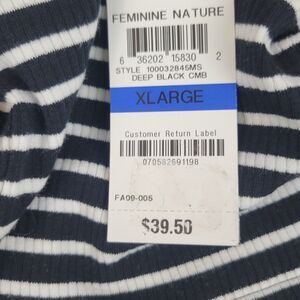 FEMININE NATURE
6 36202 15830 2
STYLE 100032845MS
DEEP BLACK CMB
XLARGE
Customer Return Label
070582691198
FA09-005
$39.50